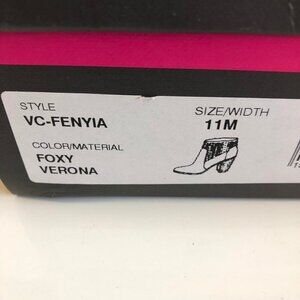 STYLE
VC-FENYIA
SIZE/WIDTH
11M
COLOR/MATERIAL
FOXY
VERONA